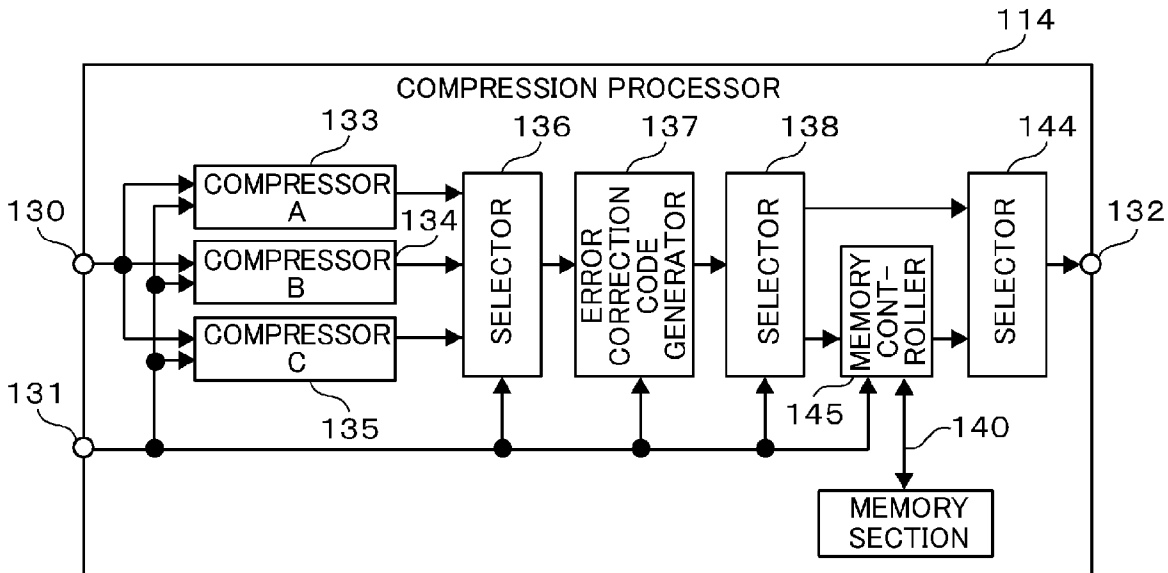 114
COMPRESSION PROCESSOR
133
136
137
138
144
COMPRESSOR
A
130
134
132
COMPRESSOR
B
SELECTOR
ERROR
CORRECTION
CODE
GENERATOR
SELECTOR
MEMORY
CONT-
ROLLER
SELECTOR
COMPRESSOR
C
131
135
145
140
MEMORY
SECTION